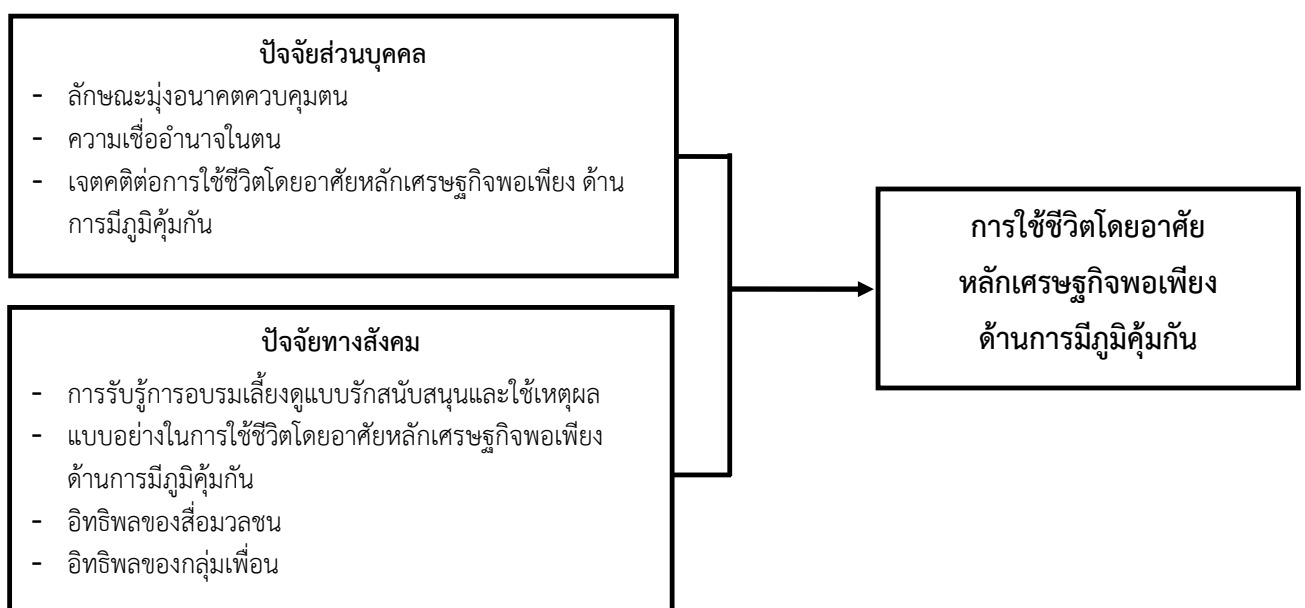 ปัจจัยส่วนบุคคล
- ลักษณะมุ่งอนาคตควบคุมตน
- ความเชื่ออำนาจในตน
- เจตคติต่อการใช้ชีวิตโดยอาศัยหลักเศรษฐกิจพอเพียง ด้าน
การมีภูมิคุ้มกัน
ปัจจัยทางสังคม
- การรับรู้การอบรมเลี้ยงดูแบบรักสนับสนุนและใช้เหตุผล
- แบบอย่างในการใช้ชีวิตโดยอาศัยหลักเศรษฐกิจพอเพียง
ด้านการมีภูมิคุ้มกัน
- อิทธิพลของสื่อมวลชน
- อิทธิพลของกลุ่มเพื่อน
การใช้ชีวิตโดยอาศัย
หลักเศรษฐกิจพอเพียง
ด้านการมีภูมิคุ้มกัน